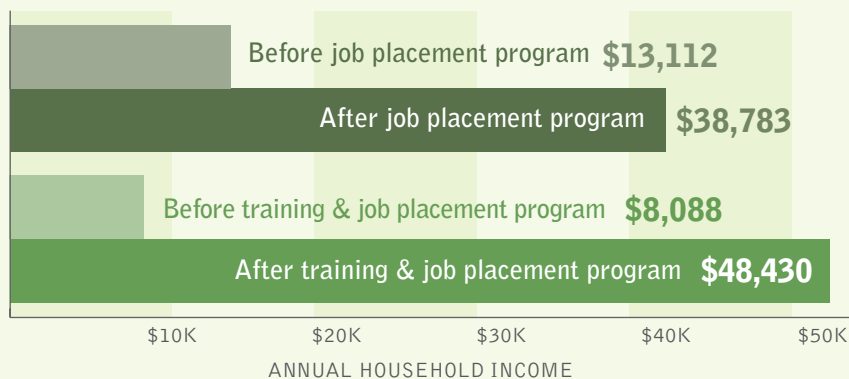 Before job placement program $13,112
After job placement program $38,783
Before training & job placement program $8,088
After training & job placement program $48,430
$10K $20K $30K $40K $50K
ANNUAL HOUSEHOLD INCOME